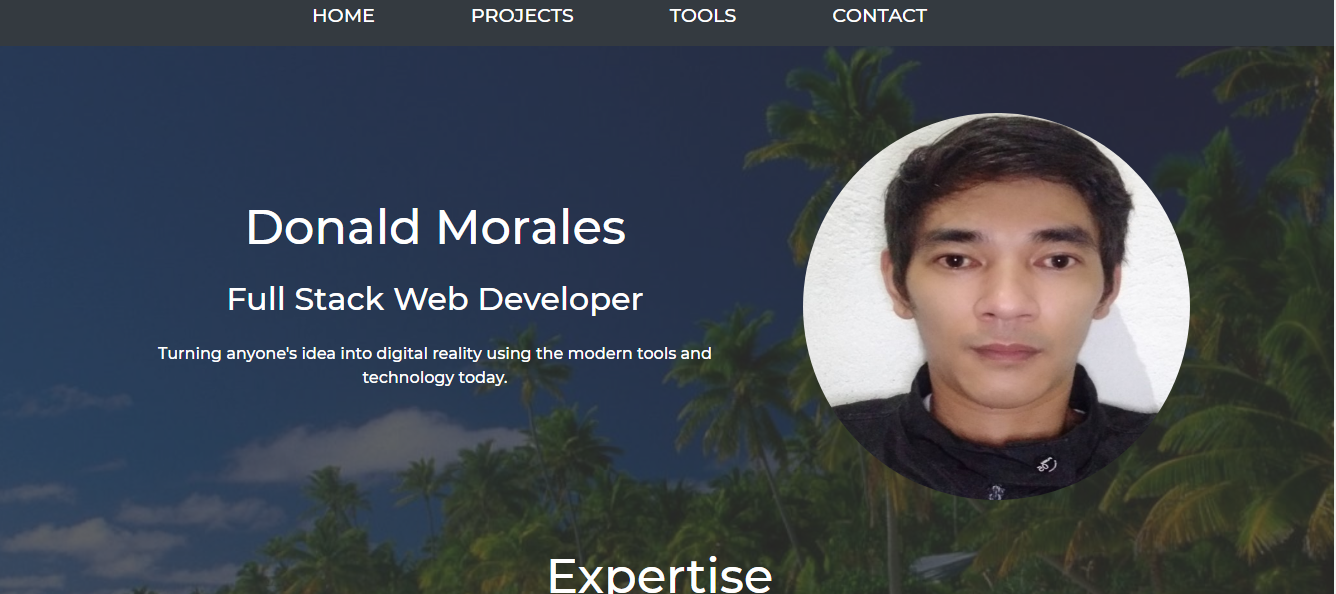 HOME PROJECTS TOOLS CONTACT
Donald Morales
Full Stack Web Developer
Turning anyone's idea into digital reality using the modern tools and
technology today.
Expertise